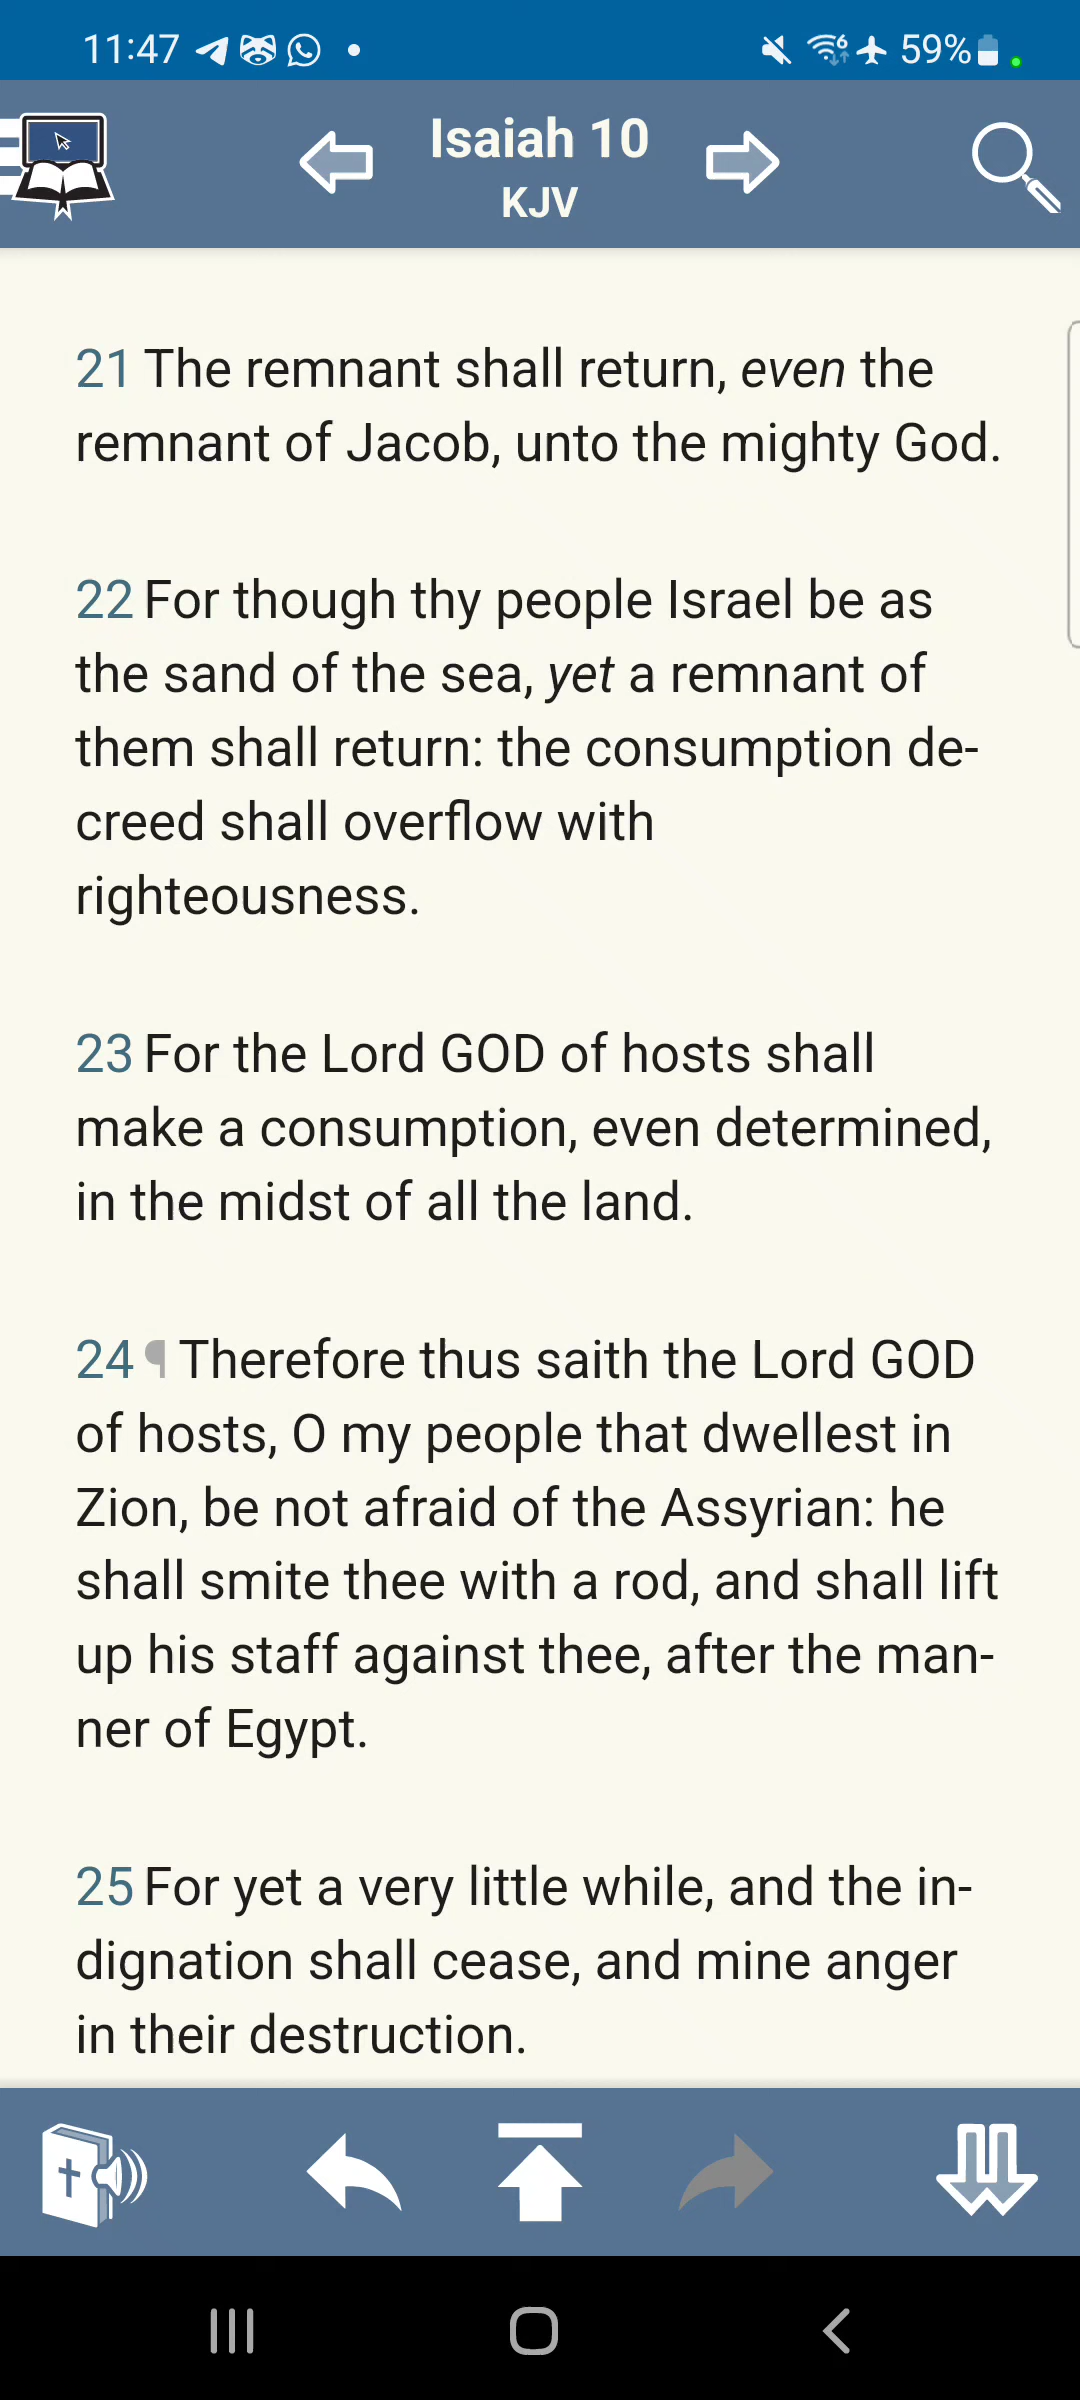 11:47
6
59%
Isaiah 10
KJV
21 The remnant shall return, even the
remnant of Jacob, unto the mighty God.
22 For though thy people Israel be as
the sand of the sea, yet a remnant of
them shall return: the consumption de-
creed shall overflow with
righteousness.
23 For the Lord GOD of hosts shall
make a consumption, even determined,
in the midst of all the land.
24 ¶ Therefore thus saith the Lord GOD
of hosts, O my people that dwellest in
Zion, be not afraid of the Assyrian: he
shall smite thee with a rod, and shall lift
up his staff against thee, after the man-
ner of Egypt.
25 For yet a very little while, and the in-
dignation shall cease, and mine anger
in their destruction.